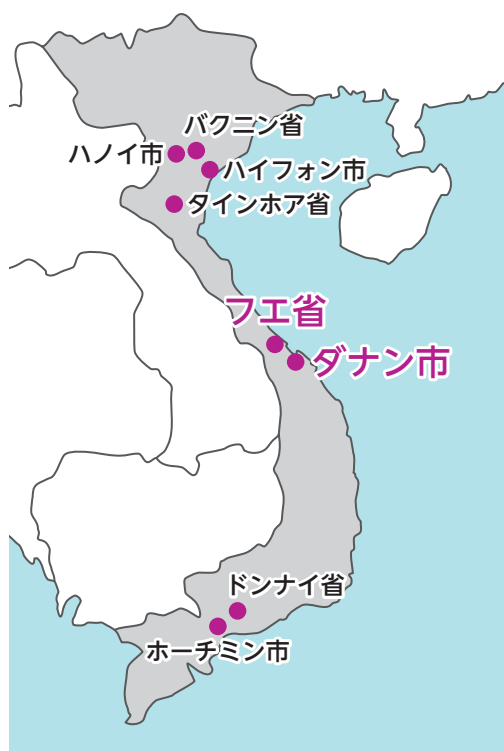 バクニン省
ハノイ市
ハイフォン市
タインホア省
フエ省
ダナン市
ドンナイ省
ホーチミン市